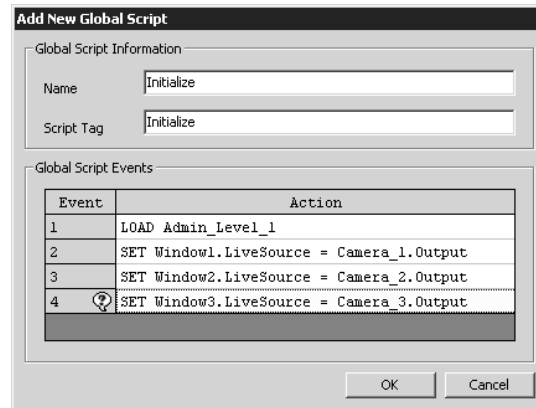 Add New Global Script
Global Script Information
Name Initialize
Script Tag Initialize
Global Script Events
Event Action
1 LOAD Admin_Level_1
2 SET Window1.LiveSource = Camera_1.Output
3 SET Window2.LiveSource = Camera_2.Output
4 ? SET Window3.LiveSource = Camera_3.Output
OK Cancel